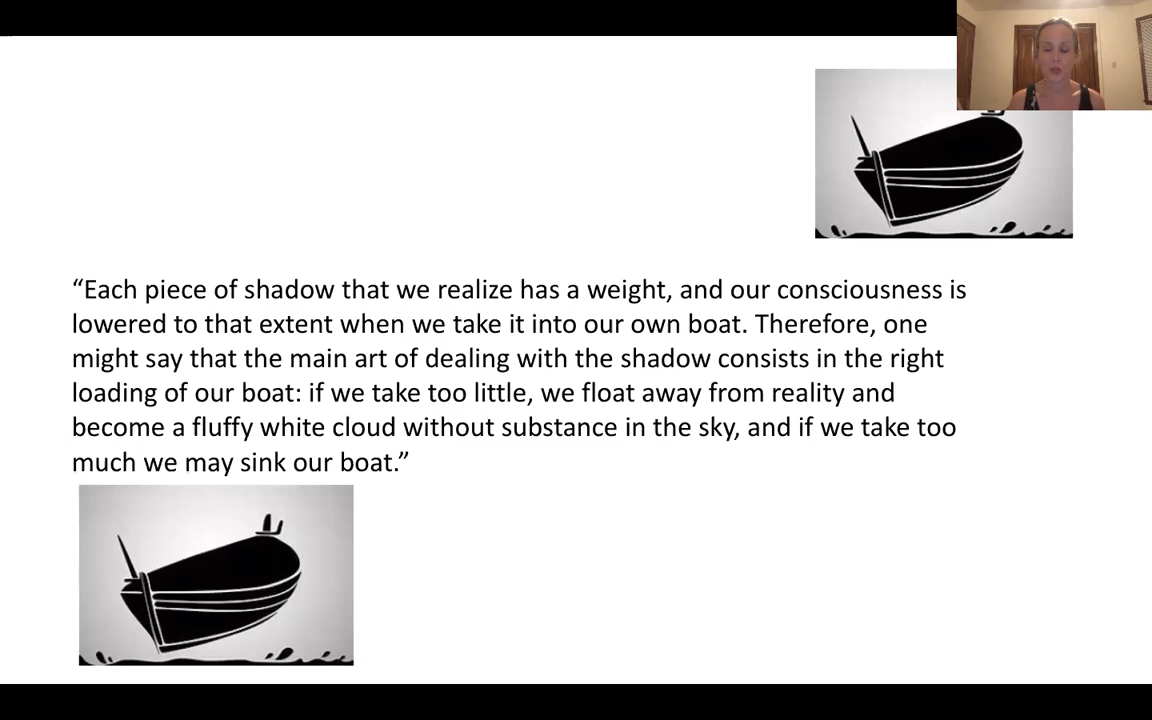 “Each piece of shadow that we realize has a weight, and our consciousness is
lowered to that extent when we take it into our own boat. Therefore, one
might say that the main art of dealing with the shadow consists in the right
loading of our boat: if we take too little, we float away from reality and
become a fluffy white cloud without substance in the sky, and if we take too
much we may sink our boat.”